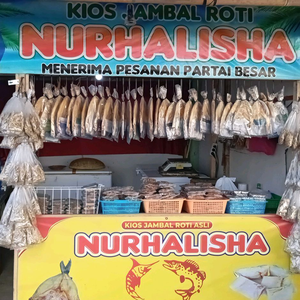 KIOS JAMBAL ROTI
NURHALISHA
MENERIMA PESANAN PARTAI BESAR
KIOS JAMBAL ROTI ASLI
NURHALISHA